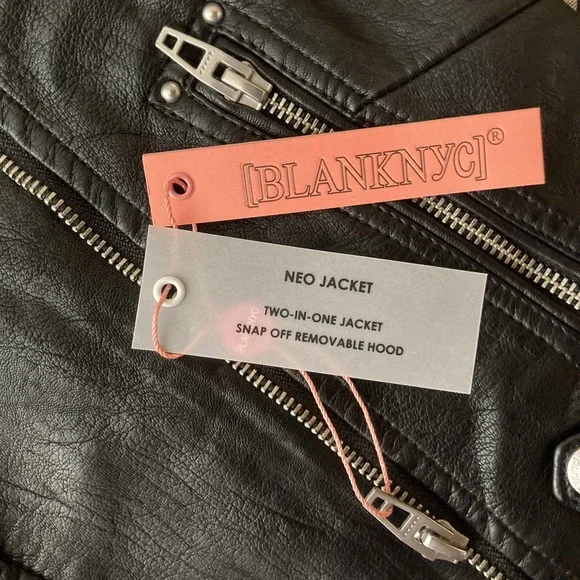 [BLANKNYC]®
NEO JACKET
TWO-IN-ONE JACKET
SNAP OFF REMOVABLE HOOD